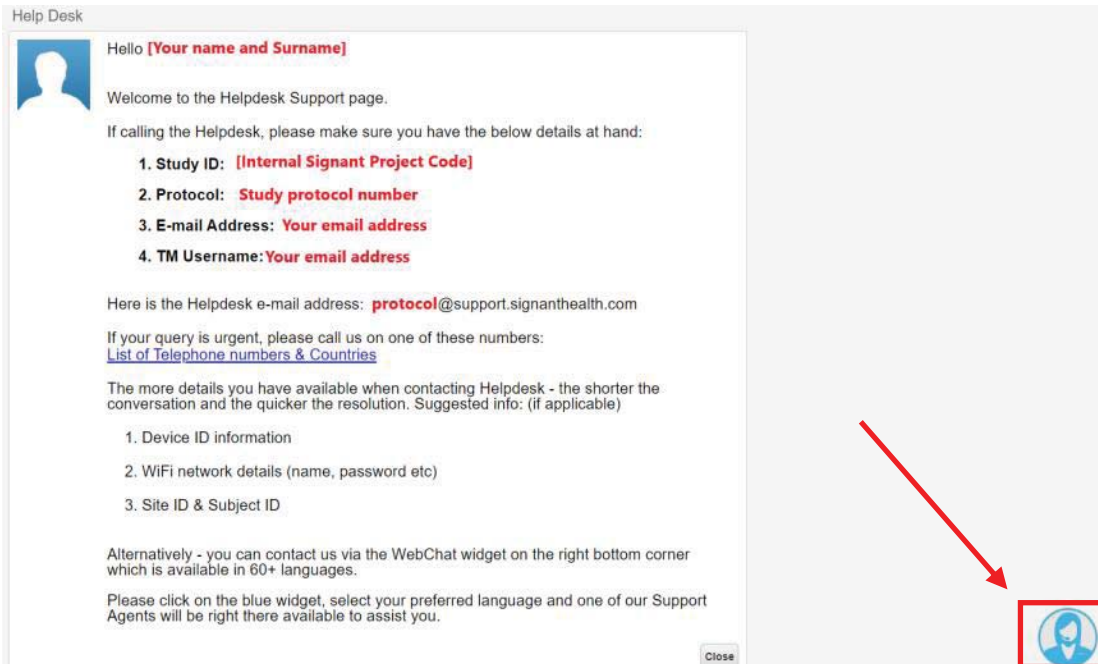 Help Desk
Hello [Your name and Surname]
Welcome to the Helpdesk Support page.
If calling the Helpdesk, please make sure you have the below details at hand:
1. Study ID: [Internal Signant Project Code]
2. Protocol: Study protocol number
3. E-mail Address: Your email address
4. TM Username: Your email address
Here is the Helpdesk e-mail address: protocol@support.signanthealth.com
If your query is urgent, please call us on one of these numbers:
List of Telephone numbers & Countries
The more details you have available when contacting Helpdesk - the shorter the
conversation and the quicker the resolution. Suggested info: (if applicable)
1. Device ID information
2. WiFi network details (name, password etc)
3. Site ID & Subject ID
Alternatively - you can contact us via the WebChat widget on the right bottom corner
which is available in 60+ languages.
Please click on the blue widget, select your preferred language and one of our Support
Agents will be right there available to assist you.
Close